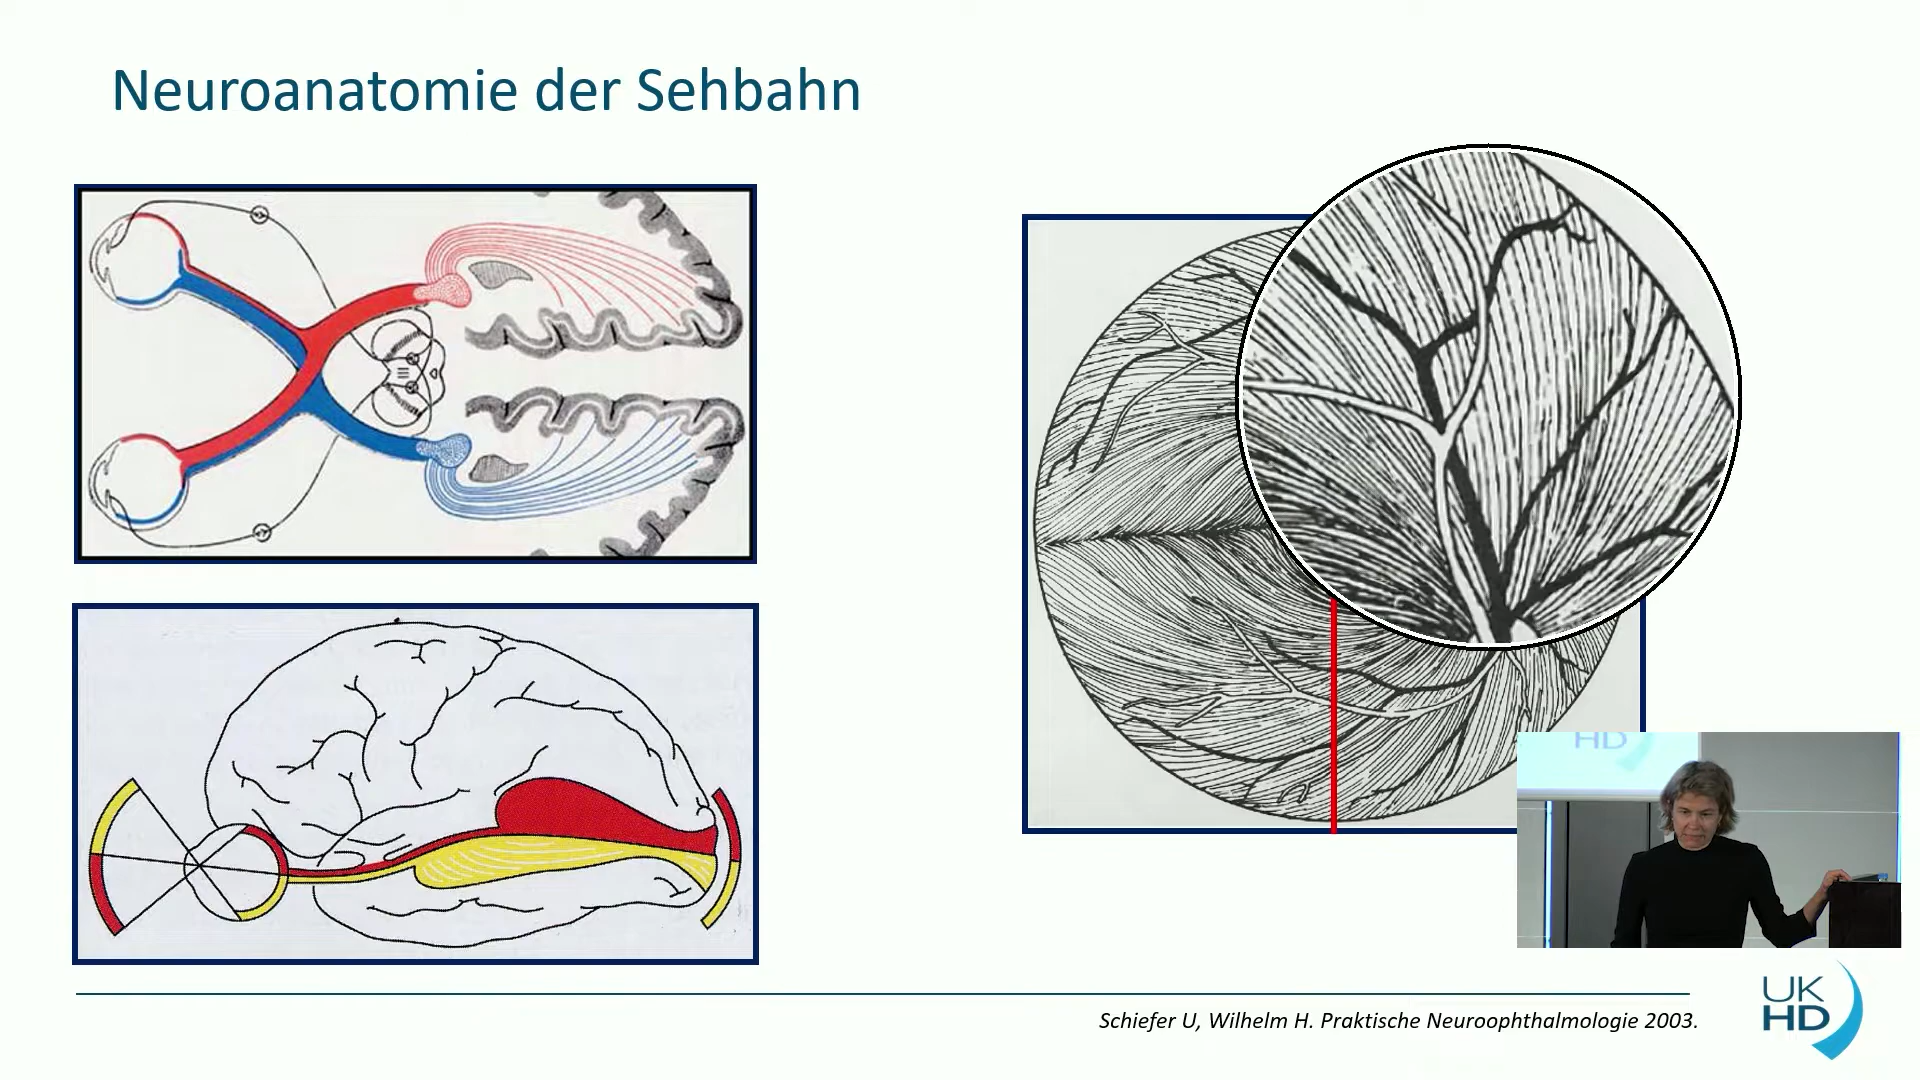 Neuroanatomie der Sehbahn
HD
Schiefer U, Wilhelm H. Praktische Neuroophthalmologie 2003.
UK
HD